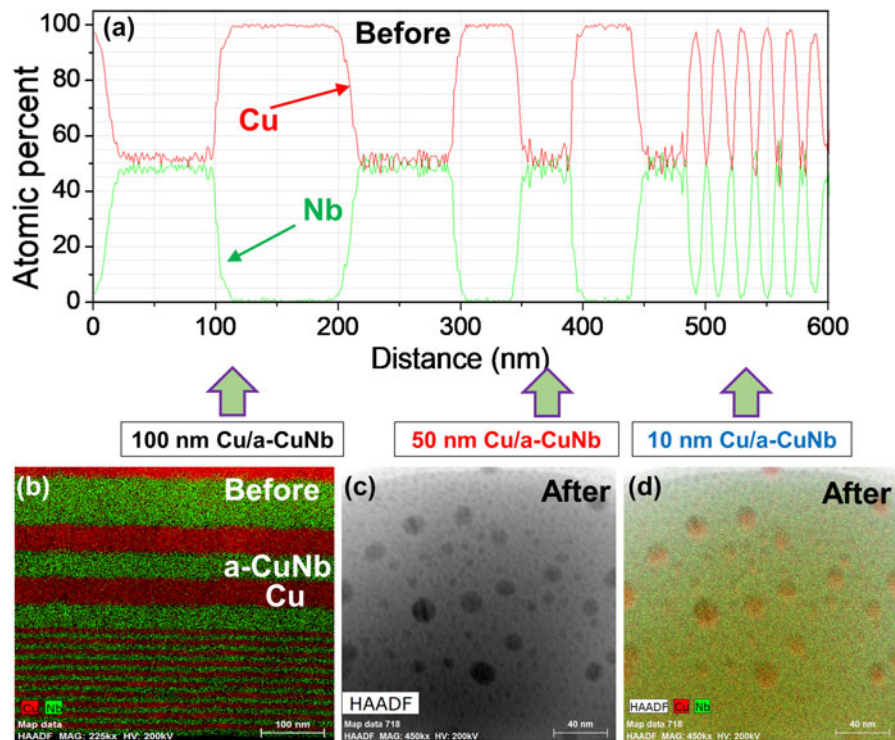 (a) Before
Atomic percent
100
80
60
40
20
0
Cu
Nb
0 100 200 300 400 500 600
Distance (nm)
100 nm Cu/a-CuNb 50 nm Cu/a-CuNb 10 nm Cu/a-CuNb
(b) Before (c) After (d) After
a-CuNb
Cu
Cu Nb
Map data
HAADF MAG: 225kx HV: 200kV 100 nm
HAADF
Map data 718
HAADF MAG: 450kx HV: 200kV 40 nm
HAADF Cu Nb
Map data 718
HAADF MAG: 450kx HV: 200kV 40 nm